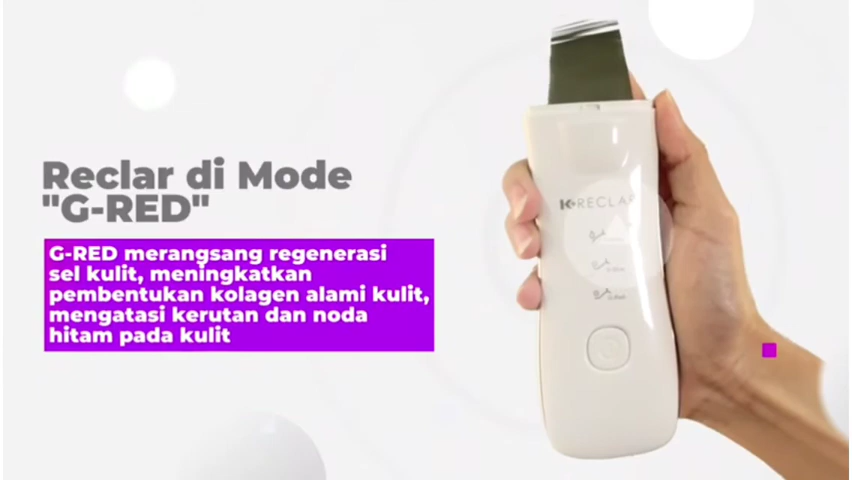 Reclar di Mode
"G-RED"
G-RED merangsang regenerasi
sel kulit, meningkatkan
pembentukan kolagen alami kulit,
mengatasi kerutan dan noda
hitam pada kulit
RECLAR